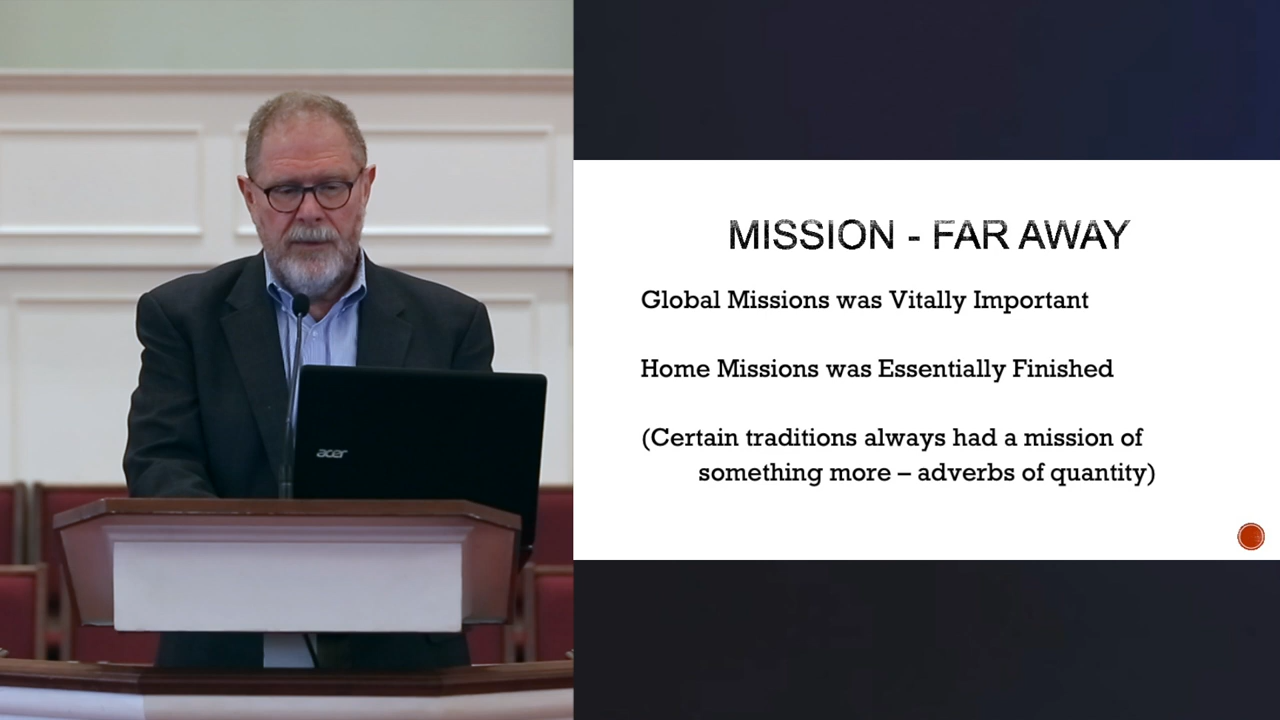 acer
MISSION - FAR AWAY
Global Missions was Vitally Important
Home Missions was Essentially Finished
(Certain traditions always had a mission of
something more – adverbs of quantity)